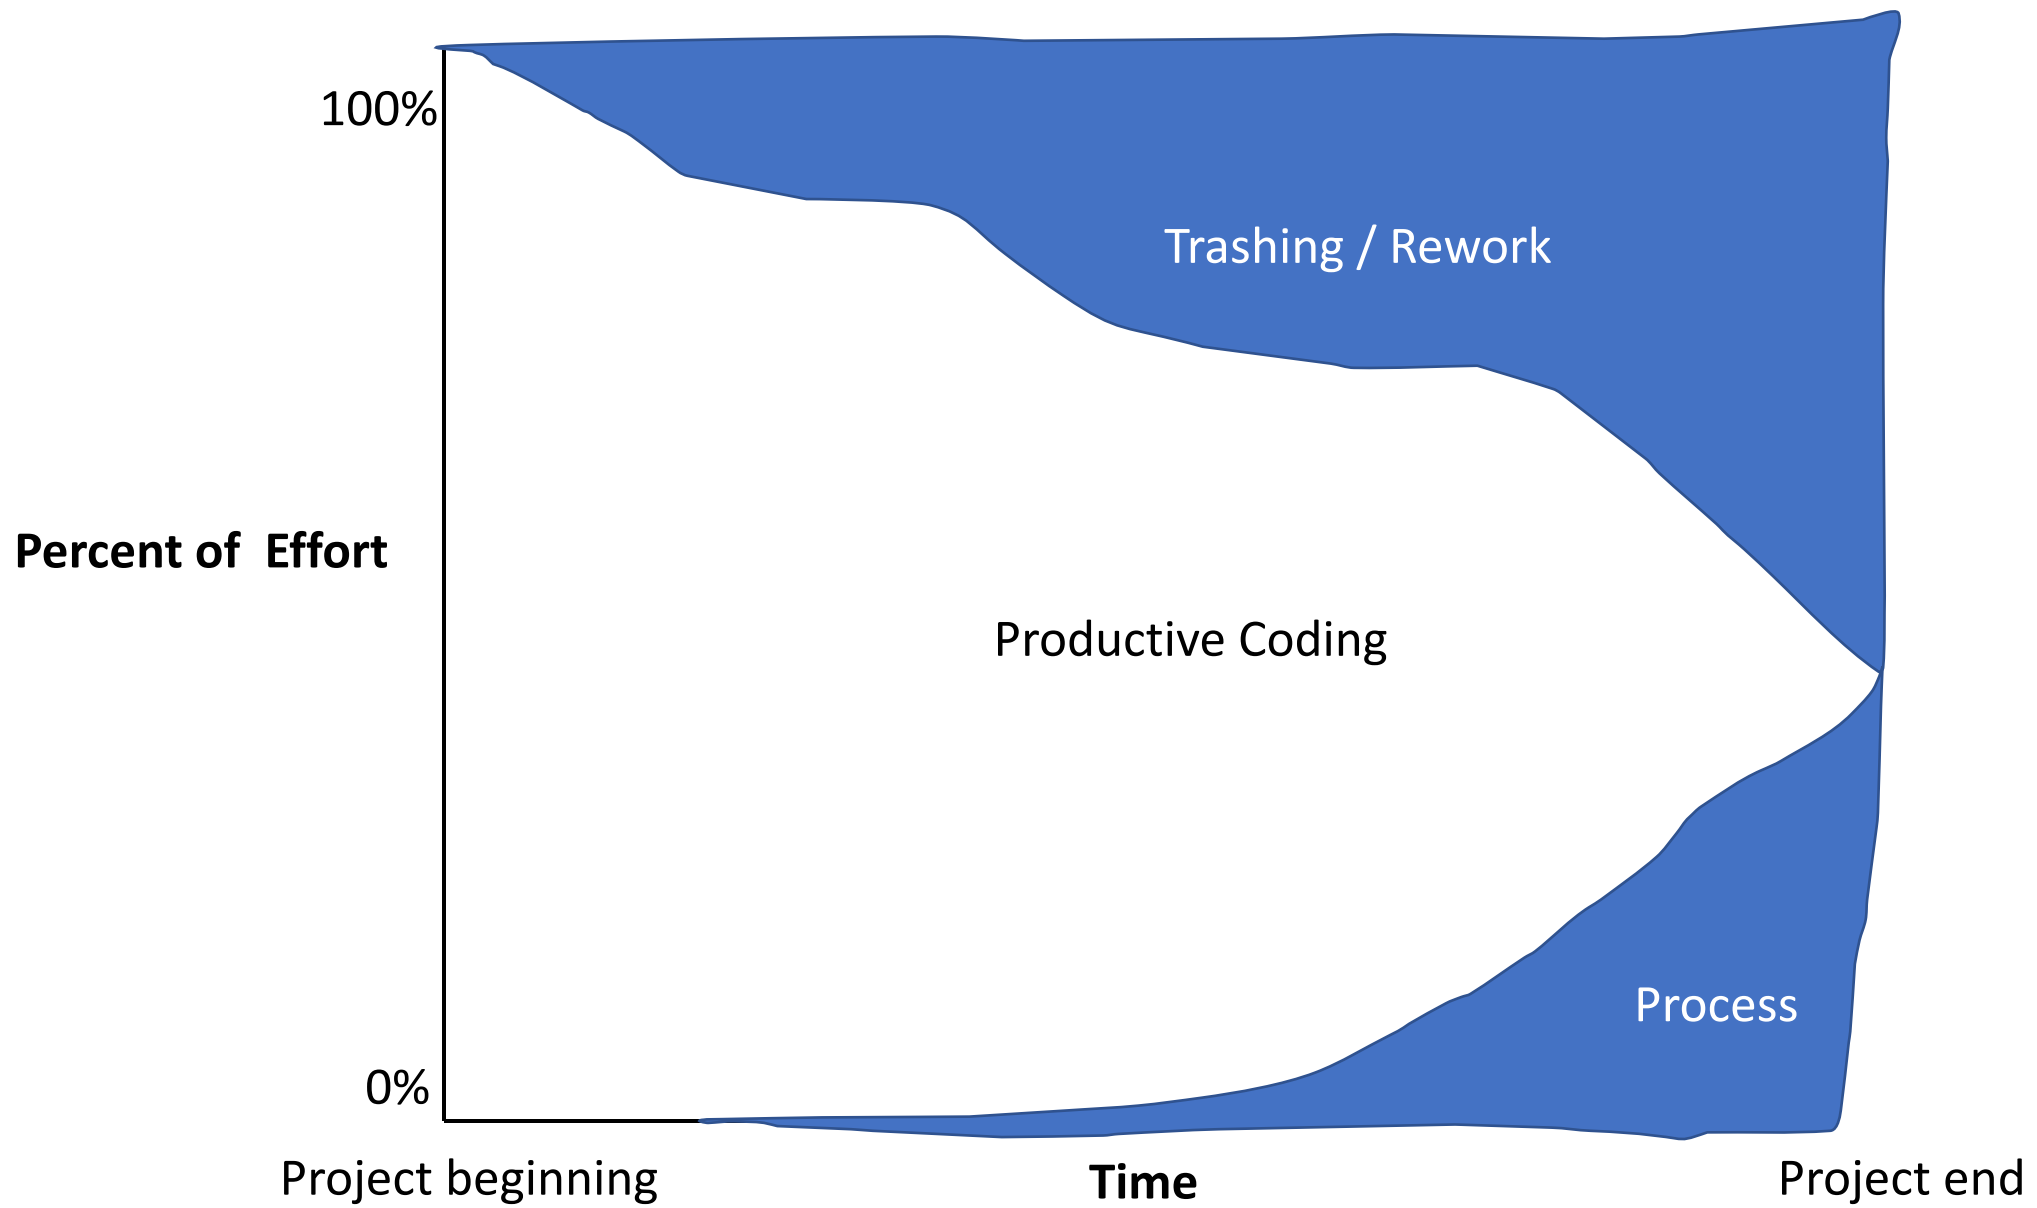 100%
Trashing / Rework
Percent of  Effort
Productive Coding
Process
0%
Project beginning
Time
Project end